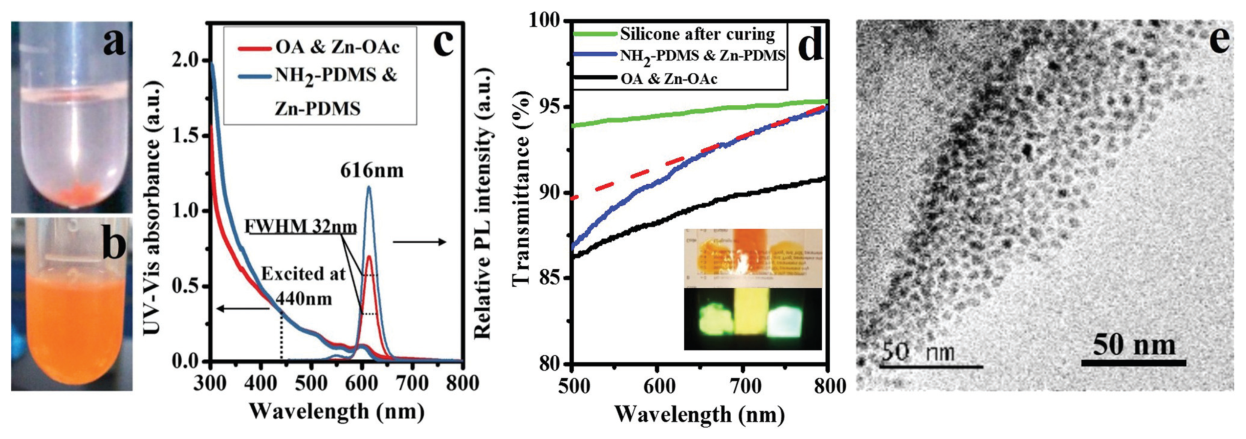 a
b
c
OA & Zn-OAc
NH2-PDMS &
Zn-PDMS
UV-Vis absorbance (a.u.)
2.0
1.5
1.0
0.5
0.0
300 400 500 600 700 800
Wavelength (nm)
616nm
FWHM 32nm
Excited at
440nm
Relative PL intensity (a.u.)
d
Silicone after curing
NH2-PDMS & Zn-PDMS
OA & Zn-OAc
Transmittance (%)
100
95
90
85
80
500 600 700 800
Wavelength (nm)
e
50 nm
50 nm